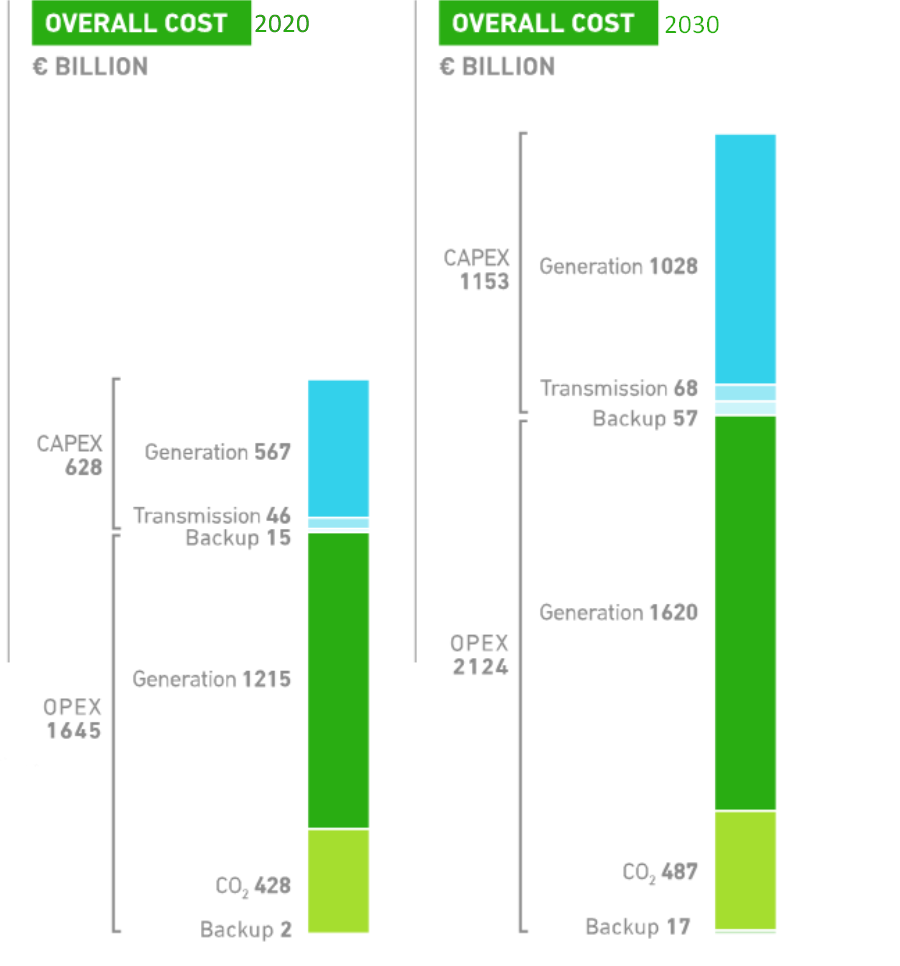 OVERALL COST 2020
€ BILLION
CAPEX
628
Generation 567
Transmission 46
Backup 15
OPEX
1645
Generation 1215
CO₂ 428
Backup 2
OVERALL COST 2030
€ BILLION
CAPEX
1153
Generation 1028
Transmission 68
Backup 57
OPEX
2124
Generation 1620
CO₂ 487
Backup 17